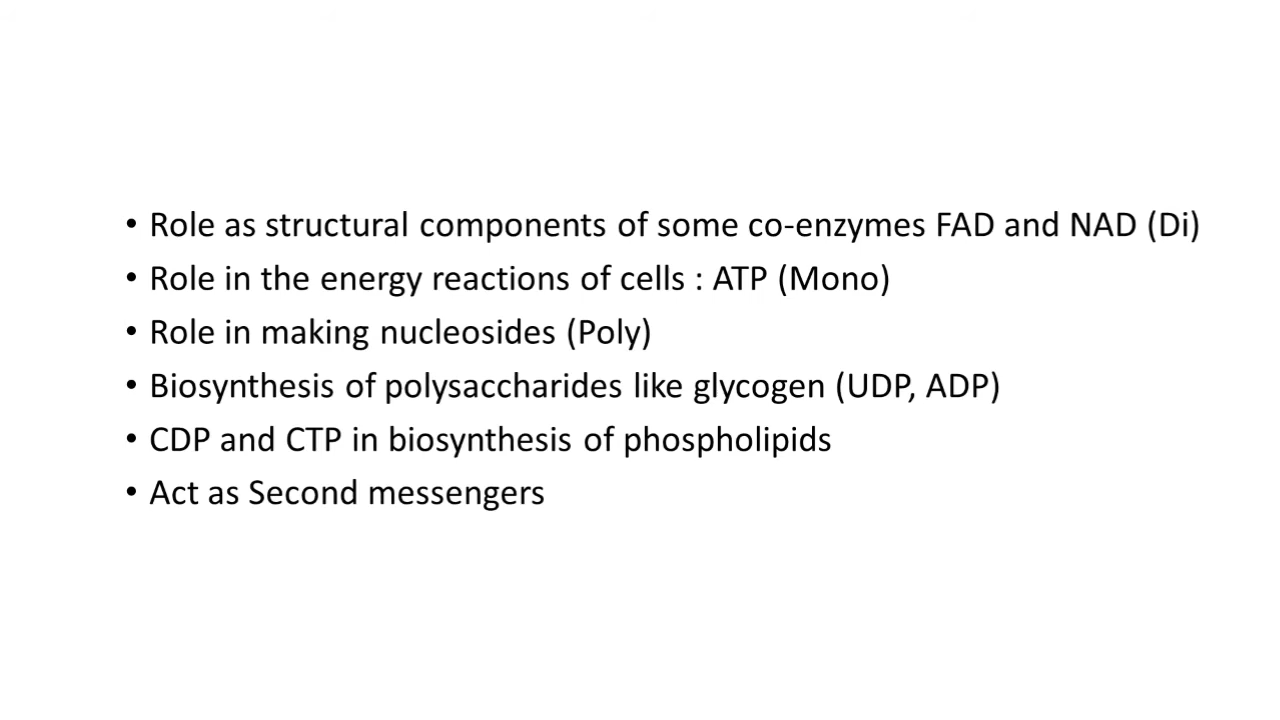 • Role as structural components of some co-enzymes FAD and NAD (Di)
• Role in the energy reactions of cells : ATP (Mono)
• Role in making nucleosides (Poly)
• Biosynthesis of polysaccharides like glycogen (UDP, ADP)
• CDP and CTP in biosynthesis of phospholipids
• Act as Second messengers